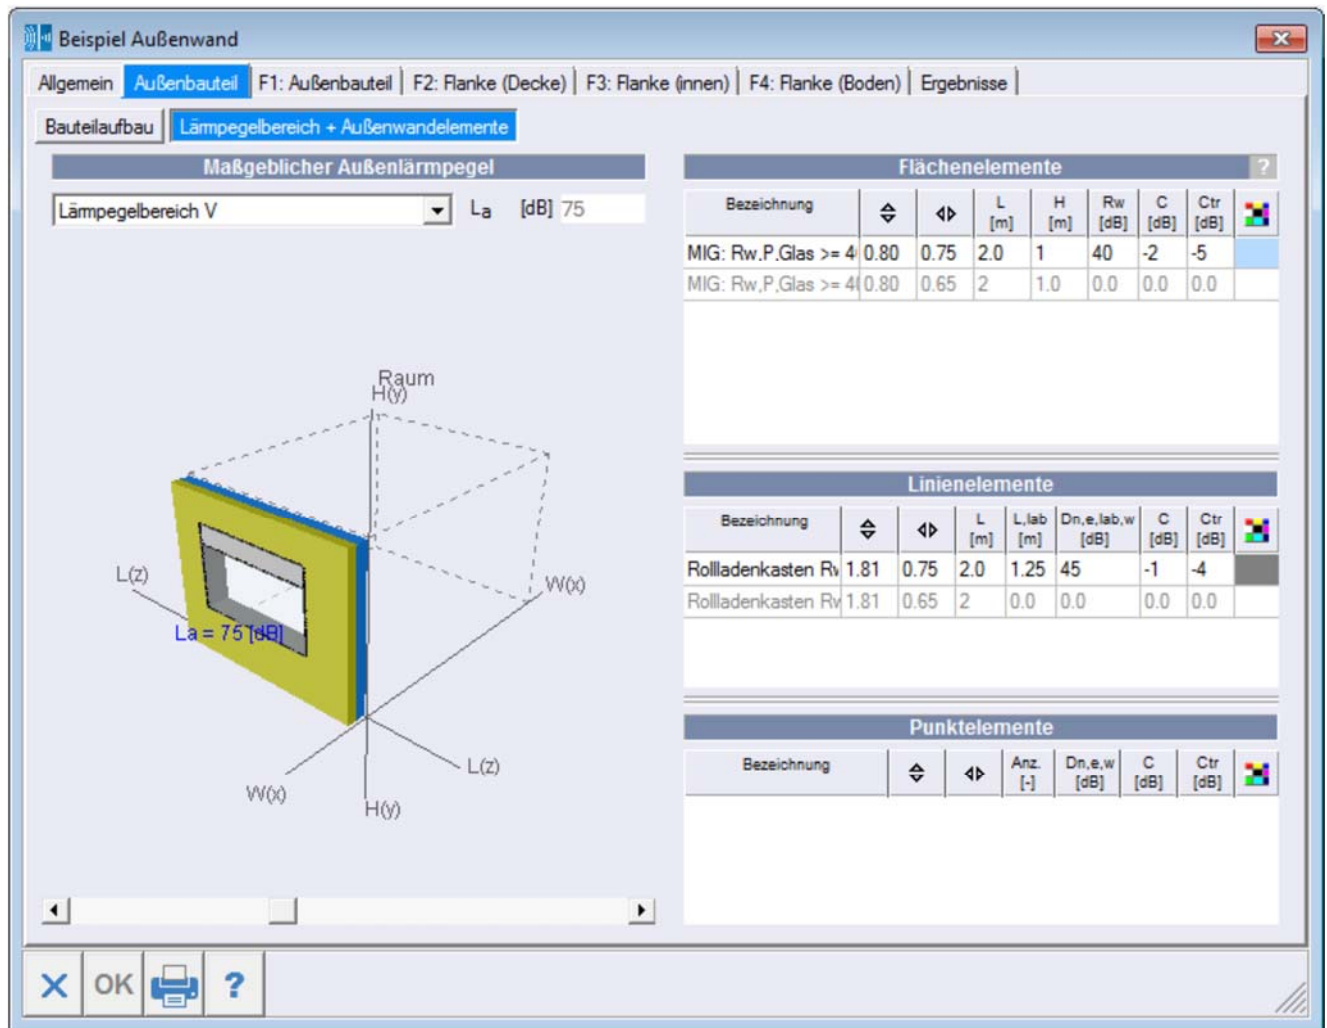 Beispiel Außenwand
Allgemein Außenbauteil F1: Außenbauteil F2: Flanke (Decke) F3: Flanke (innen) F4: Flanke (Boden) Ergebnisse
Bauteilaufbau Lärmpegelbereich + Außenwandelemente
Maßgeblicher Außenlärmpegel
Lärmpegelbereich V La [dB] 75
Raum
H(y)
L(z)
W(x)
La = 75 [dB]
L(z)
W(x)
H(y)
Flächenelemente ?
Bezeichnung L [m] H [m] Rw [dB] C [dB] Ctr [dB]
MIG: Rw,P,Glas >= 4 0.80 0.75 2.0 1 40 -2 -5
MIG: Rw,P,Glas >= 40 0.80 0.65 2 1.0 0.0 0.0 0.0
Linienelemente
Bezeichnung L [m] L,lab [m] Dn,e,lab,w [dB] C [dB] Ctr [dB]
Rollladenkasten Rw 1.81 0.75 2.0 1.25 45 -1 -4
Rollladenkasten Rw 1.81 0.65 2 0.0 0.0 0.0 0.0
Punktelemente
Bezeichnung Anz. [-] Dn,e,w [dB] C [dB] Ctr [dB]
OK ?